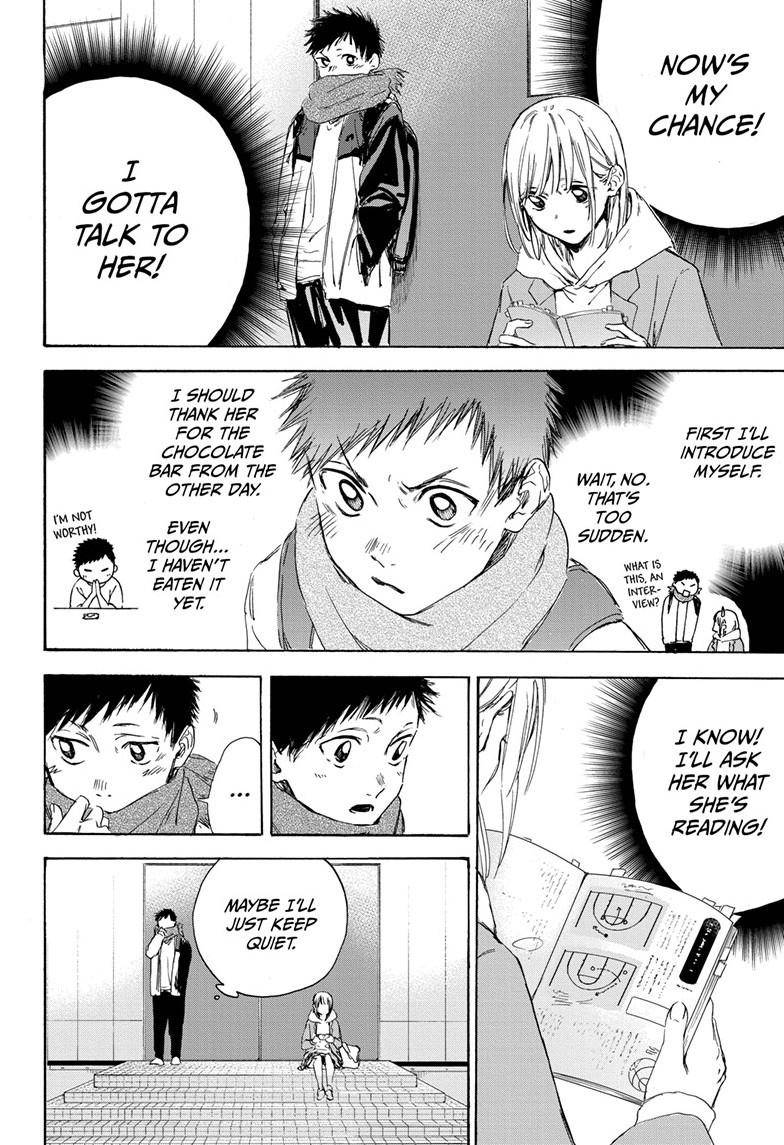 NOW'S
MY
CHANCE!
I
GOTTA
TALK TO
HER!
FIRST I'LL
INTRODUCE
MYSELF.
WAIT, NO.
THAT'S
TOO
SUDDEN.
WHAT IS
THIS, AN
INTER-
VIEW?
I SHOULD
THANK HER
FOR THE
CHOCOLATE
BAR FROM THE
OTHER DAY.
EVEN
THOUGH...
I HAVEN'T
EATEN IT
YET.
I'M NOT
WORTHY!
I KNOW!
I'LL ASK
HER WHAT
SHE'S
READING!
...
MAYBE I'LL
JUST KEEP
QUIET.